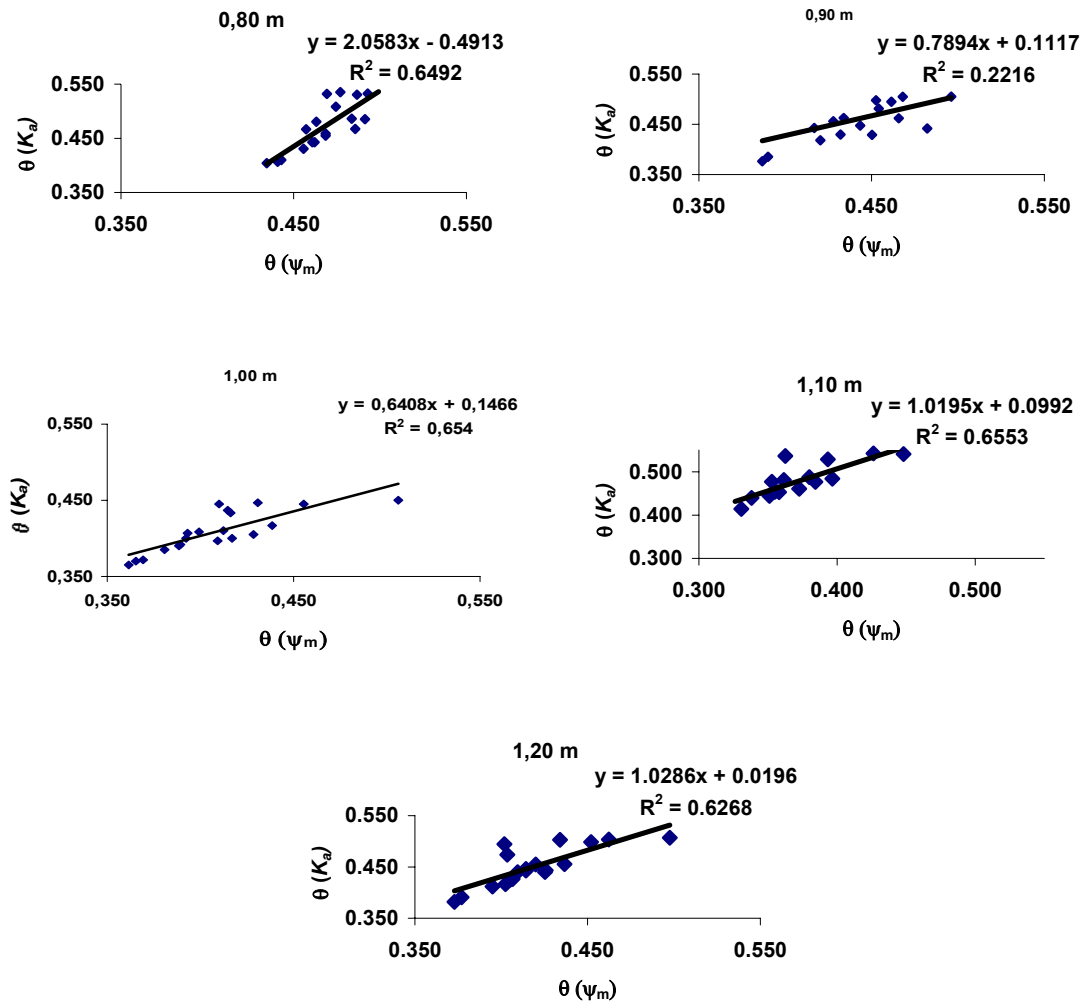 0,80 m
y = 2.0583x - 0.4913
R² = 0.6492
0.550
0.450
0.350
θ (Kₐ)
0.350 0.450 0.550
θ (ψₘ)
0,90 m
y = 0.7894x + 0.1117
R² = 0.2216
0.550
0.450
0.350
θ (Kₐ)
0.350 0.450 0.550
θ (ψₘ)
1,00 m
y = 0,6408x + 0,1466
R² = 0,654
0,550
0,450
0,350
θ (Kₐ)
0,350 0,450 0,550
θ (ψₘ)
1,10 m
y = 1.0195x + 0.0992
R² = 0.6553
0.500
0.400
0.300
θ (Kₐ)
0.300 0.400 0.500
θ (ψₘ)
1,20 m
y = 1.0286x + 0.0196
R² = 0.6268
0.550
0.450
0.350
θ (Kₐ)
0.350 0.450 0.550
θ (ψₘ)